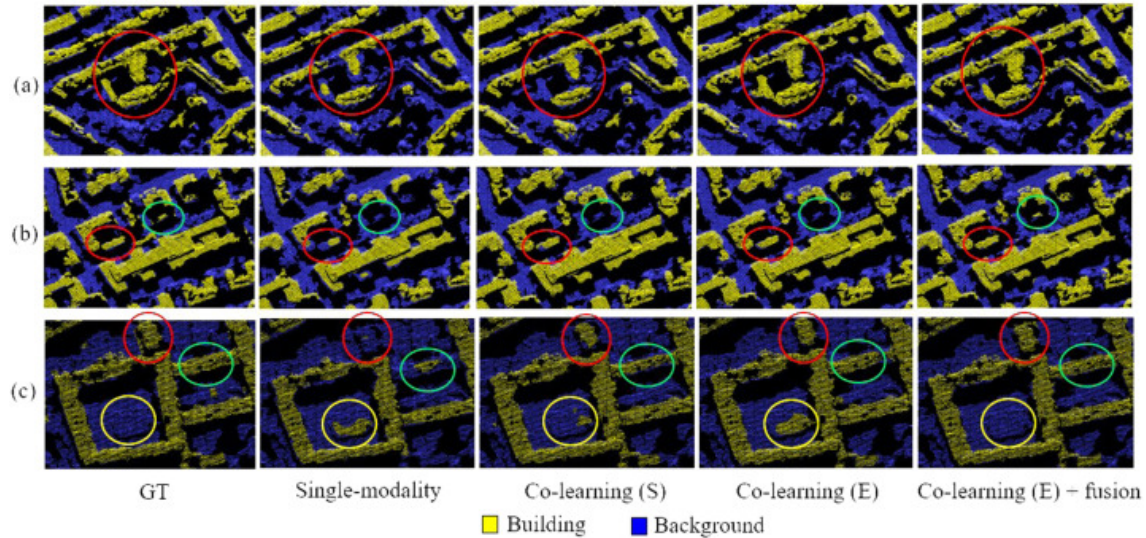 (a)
(b)
(c)
GT Single-modality Co-learning (S) Co-learning (E) Co-learning (E) + fusion
Building Background